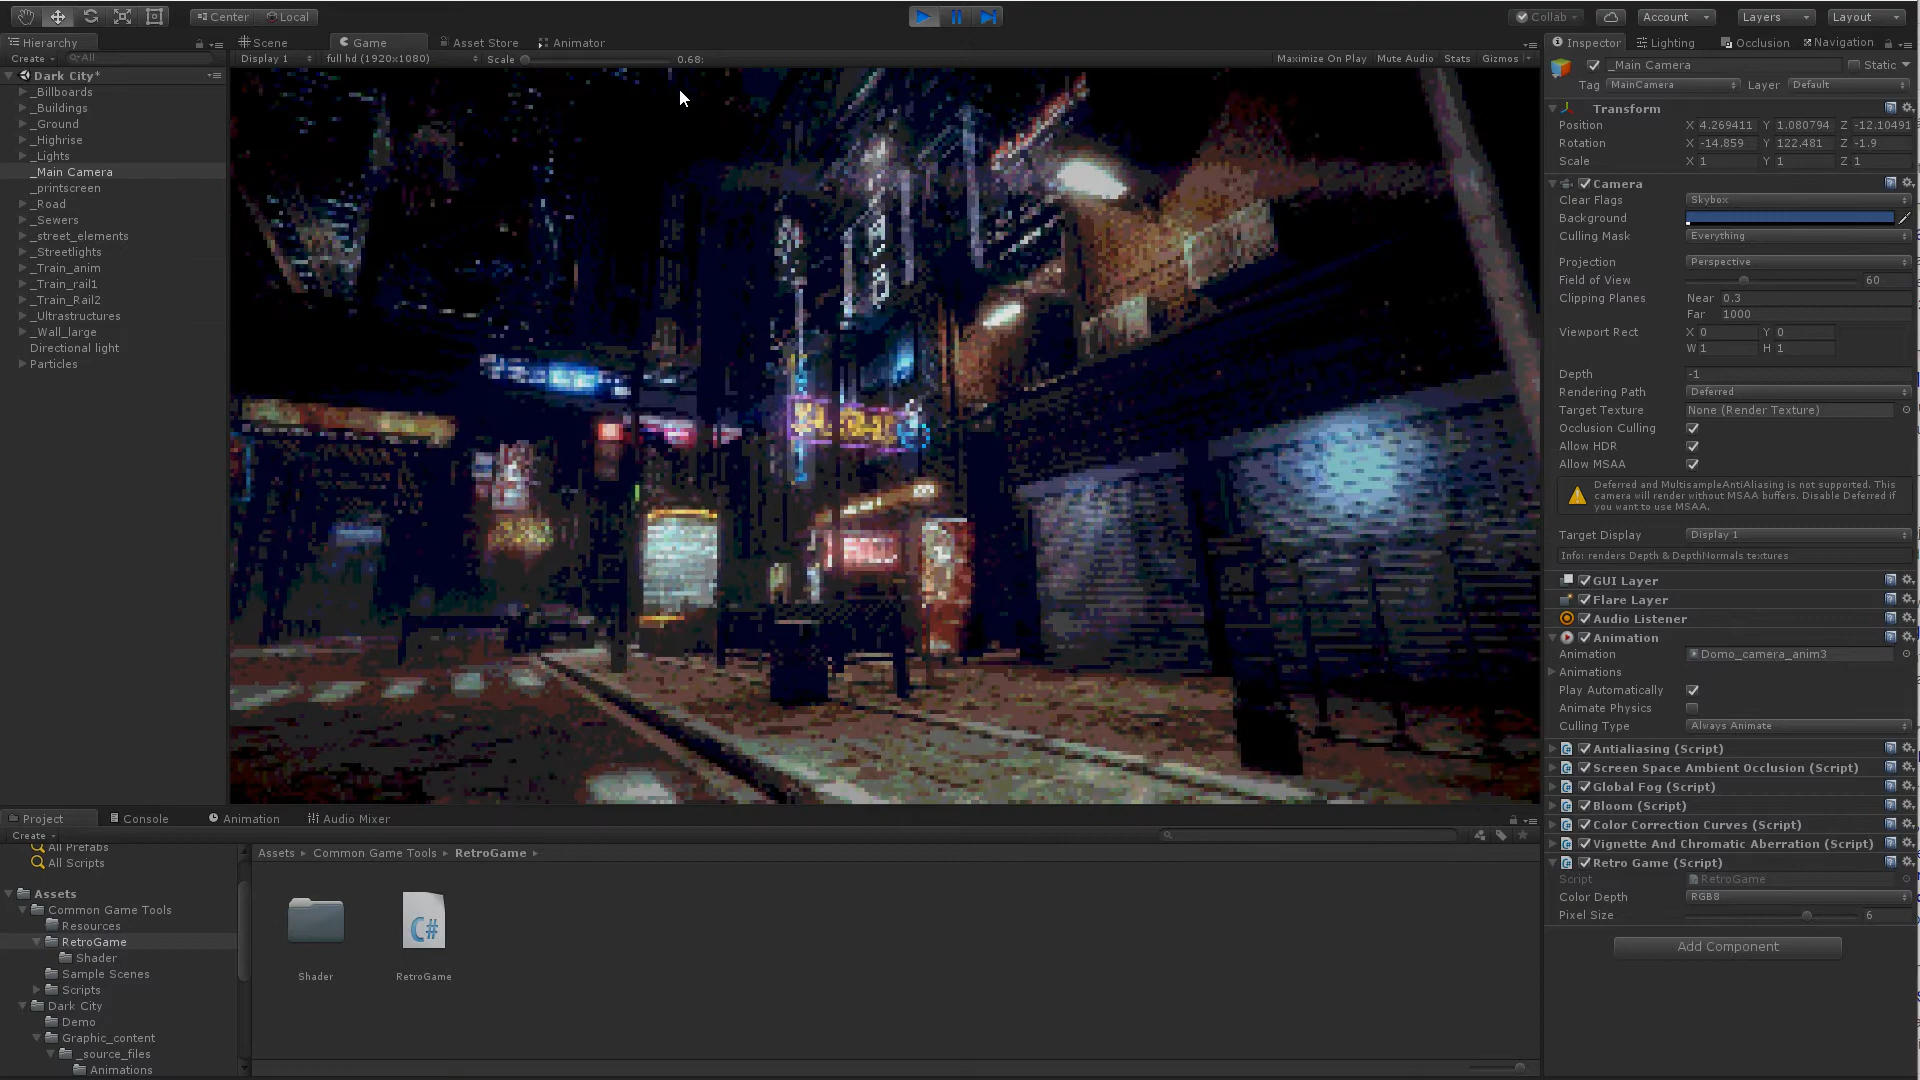 Center
Local
Collab
Account
Layers
Layout
Hierarchy
Create
All
Dark City*
_Billboards
_Buildings
_Ground
_Highrise
_Lights
_Main Camera
_printscreen
_Road
_Sewers
_street_elements
_Streetlights
_Train_anim
_Train_rail1
_Train_Rail2
_Ultrastructures
_Wall_large
Directional light
Particles
Scene
Game
Asset Store
Animator
Display 1
full hd (1920x1080)
Scale
0.68:
Maximize On Play
Mute Audio
Stats
Gizmos
Inspector
Lighting
Occlusion
Navigation
_Main Camera
Static
Tag MainCamera Layer Default
Transform
Position X 4.269411 Y 1.080794 Z -12.10491
Rotation X -14.859 Y 122.481 Z -1.9
Scale X 1 Y 1 Z 1
Camera
Clear Flags Skybox
Background
Culling Mask Everything
Projection Perspective
Field of View 60
Clipping Planes Near 0.3
Far 1000
Viewport Rect X 0 Y 0
W 1 H 1
Depth -1
Rendering Path Deferred
Target Texture None (Render Texture)
Occlusion Culling
Allow HDR
Allow MSAA
Deferred and MultisampleAntiAliasing is not supported. This
camera will render without MSAA buffers. Disable Deferred if
you want to use MSAA.
Target Display Display 1
Info: renders Depth & DepthNormals textures
GUI Layer
Flare Layer
Audio Listener
Animation
Animation Domo_camera_anim3
Animations
Play Automatically
Animate Physics
Culling Type Always Animate
Antialiasing (Script)
Screen Space Ambient Occlusion (Script)
Global Fog (Script)
Bloom (Script)
Color Correction Curves (Script)
Vignette And Chromatic Aberration (Script)
Retro Game (Script)
Script RetroGame
Color Depth RGB8
Pixel Size 6
Add Component
Project
Console
Animation
Audio Mixer
Create
All Prefabs
All Scripts
Assets
Common Game Tools
Resources
RetroGame
Shader
Sample Scenes
Scripts
Dark City
Demo
Graphic_content
_source_files
Animations
Assets Common Game Tools RetroGame
C#
Shader
RetroGame